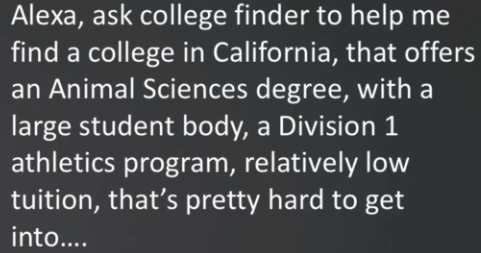 Alexa, ask college finder to help me
find a college in California, that offers
an Animal Sciences degree, with a
large student body, a Division 1
athletics program, relatively low
tuition, that’s pretty hard to get
into....